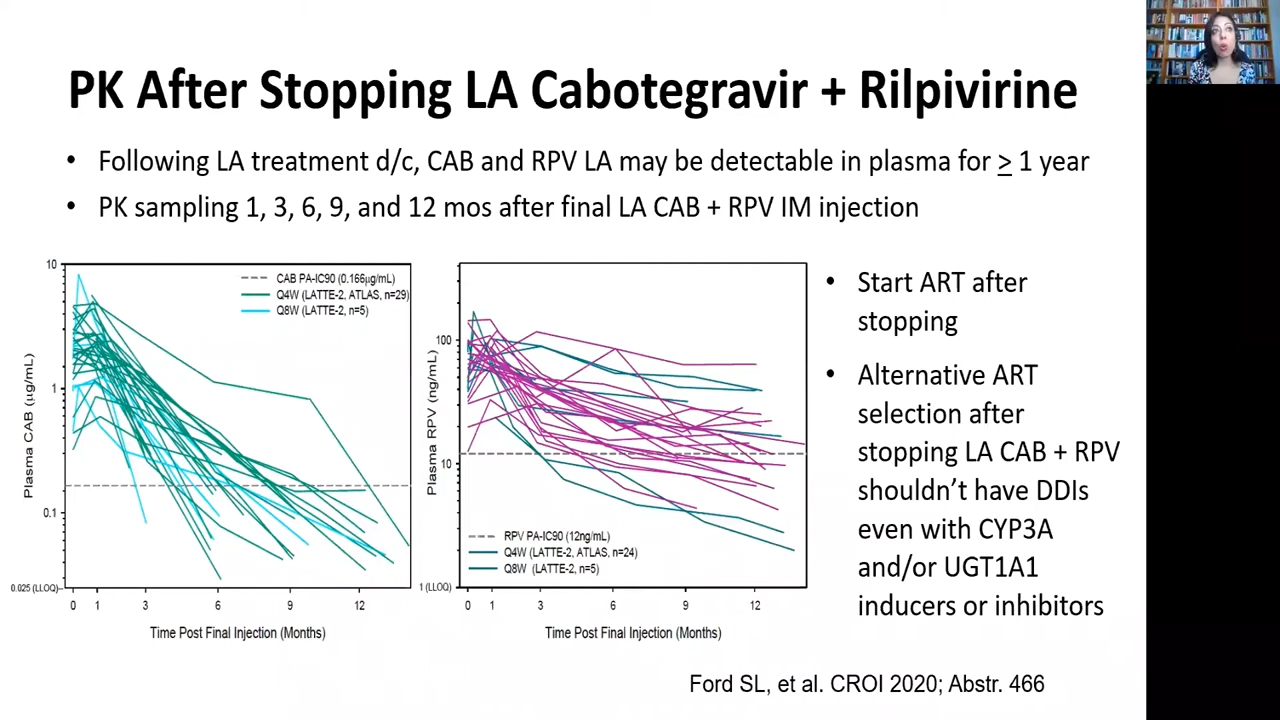 PK After Stopping LA Cabotegravir + Rilpivirine
• Following LA treatment d/c, CAB and RPV LA may be detectable in plasma for ≥ 1 year
• PK sampling 1, 3, 6, 9, and 12 mos after final LA CAB + RPV IM injection
10
1
0.1
0.025 (LLOQ)
Plasma CAB (µg/mL)
CAB PA-IC90 (0.166µg/mL)
Q4W (LATTE-2, ATLAS, n=29)
Q8W (LATTE-2, n=5)
0 1 3 6 9 12
Time Post Final Injection (Months)
100
10
1 (LLOQ)
Plasma RPV (ng/mL)
RPV PA-IC90 (12ng/mL)
Q4W (LATTE-2, ATLAS, n=24)
Q8W (LATTE-2, n=5)
0 1 3 6 9 12
Time Post Final Injection (Months)
• Start ART after
stopping
• Alternative ART
selection after
stopping LA CAB + RPV
shouldn't have DDIs
even with CYP3A
and/or UGT1A1
inducers or inhibitors
Ford SL, et al. CROI 2020; Abstr. 466